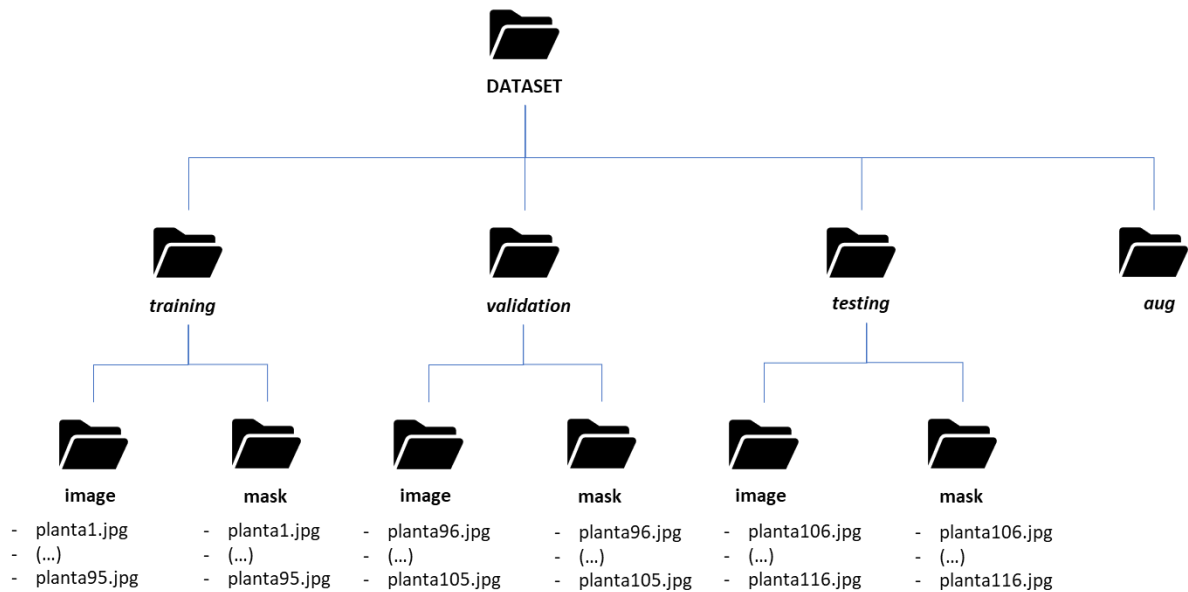 DATASET
training
validation
testing
aug
image
mask
image
mask
image
mask
- planta1.jpg
- (...)
- planta95.jpg
- planta1.jpg
- (...)
- planta95.jpg
- planta96.jpg
- (...)
- planta105.jpg
- planta96.jpg
- (...)
- planta105.jpg
- planta106.jpg
- (...)
- planta116.jpg
- planta106.jpg
- (...)
- planta116.jpg